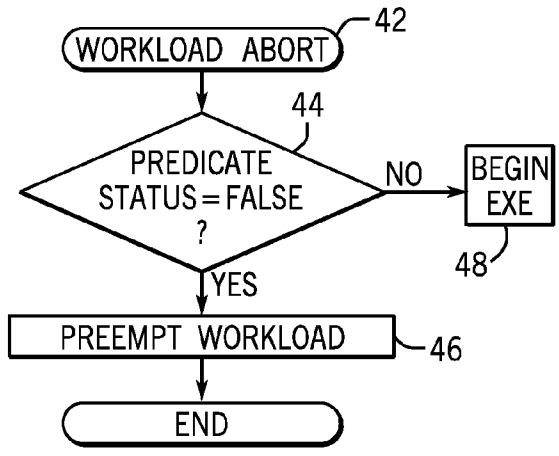 WORKLOAD ABORT
42
44
PREDICATE
STATUS=FALSE
?
NO
BEGIN
EXE
48
YES
PREEMPT WORKLOAD
46
END